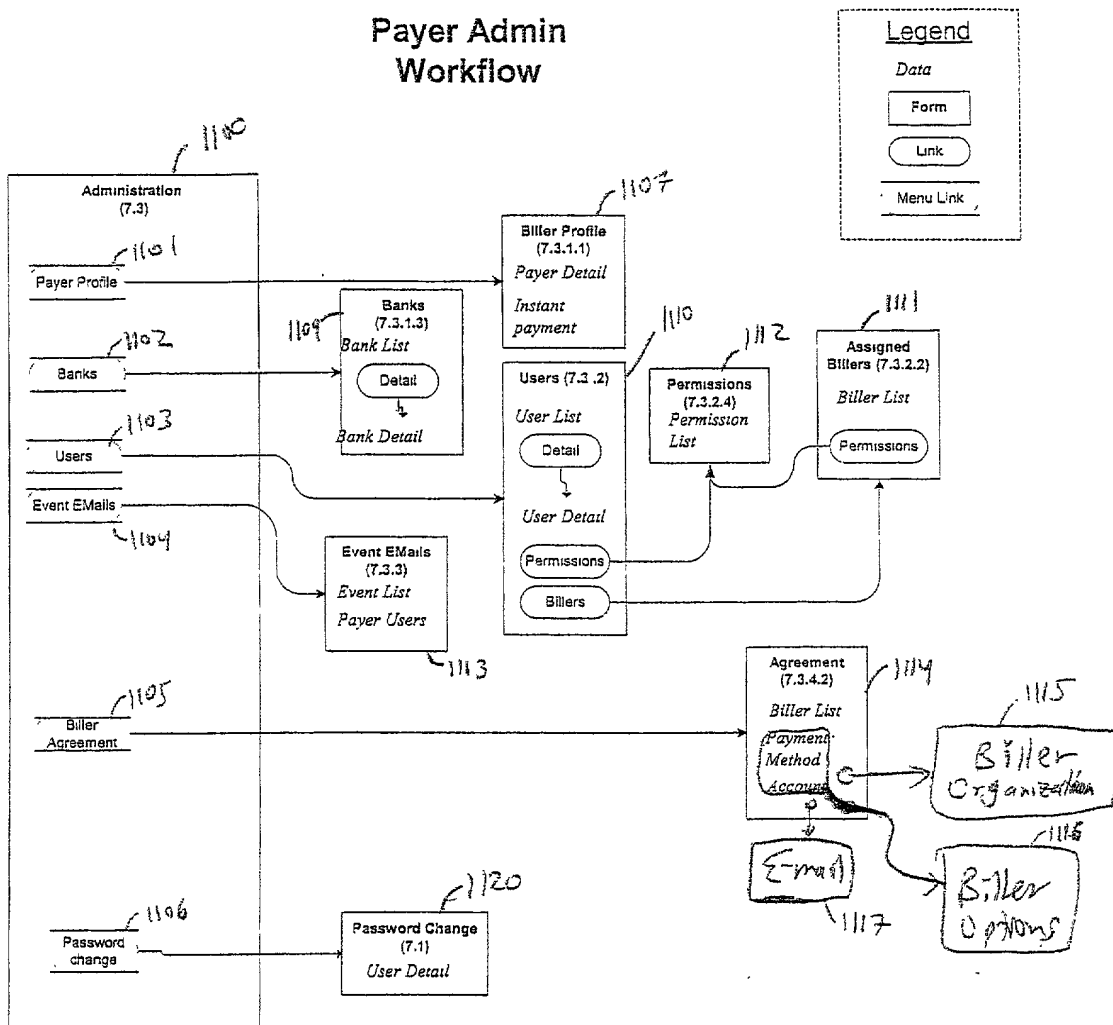 Payer Admin
Workflow
Legend
Data
Form
Link
Menu Link
1100
Administration
(7.3)
1101
Payer Profile
1107
Biller Profile
(7.3.1.1)
Payer Detail
Instant
payment
1102
Banks
1109
Banks
(7.3.1.3)
Bank List
Detail
Bank Detail
1103
Users
1110
Users (7.3.2)
User List
Detail
User Detail
Permissions
Billers
1112
Permissions
(7.3.2.4)
Permission
List
1111
Assigned
Billers (7.3.2.2)
Biller List
Permissions
Event EMails
1104
Event EMails
(7.3.3)
Event List
Payer Users
1113
1105
Biller
Agreement
1114
Agreement
(7.3.4.2)
Biller List
Payment
Method
Account
1115
Biller
Organization
1116
Biller
Options
E-mail
1117
1106
Password
change
1120
Password Change
(7.1)
User Detail